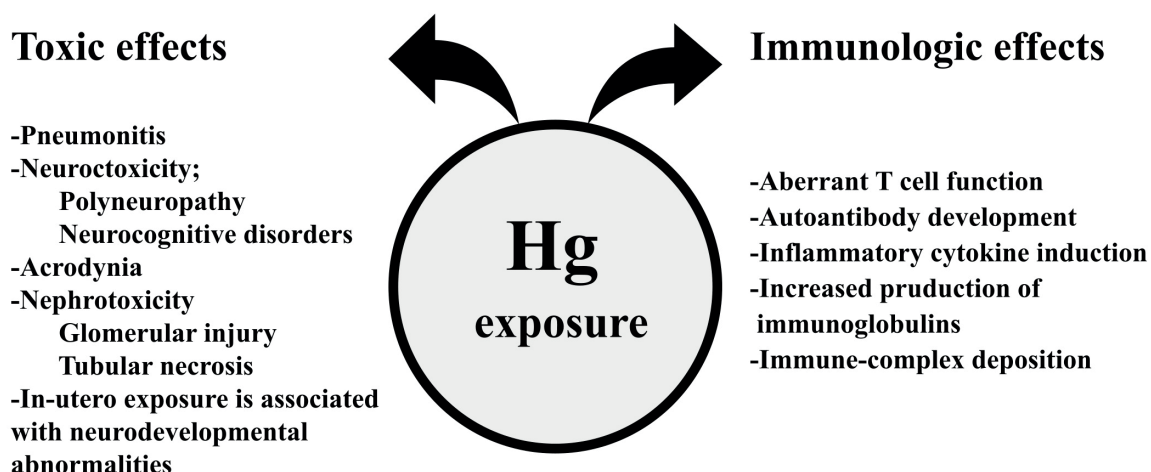 Toxic effects
-Pneumonitis
-Neuroctoxicity;
Polyneuropathy
Neurocognitive disorders
-Acrodynia
-Nephrotoxicity
Glomerular injury
Tubular necrosis
-In-utero exposure is associated
with neurodevelopmental
abnormalities
Hg
exposure
Immunologic effects
-Aberrant T cell function
-Autoantibody development
-Inflammatory cytokine induction
-Increased pruduction of
immunoglobulins
-Immune-complex deposition